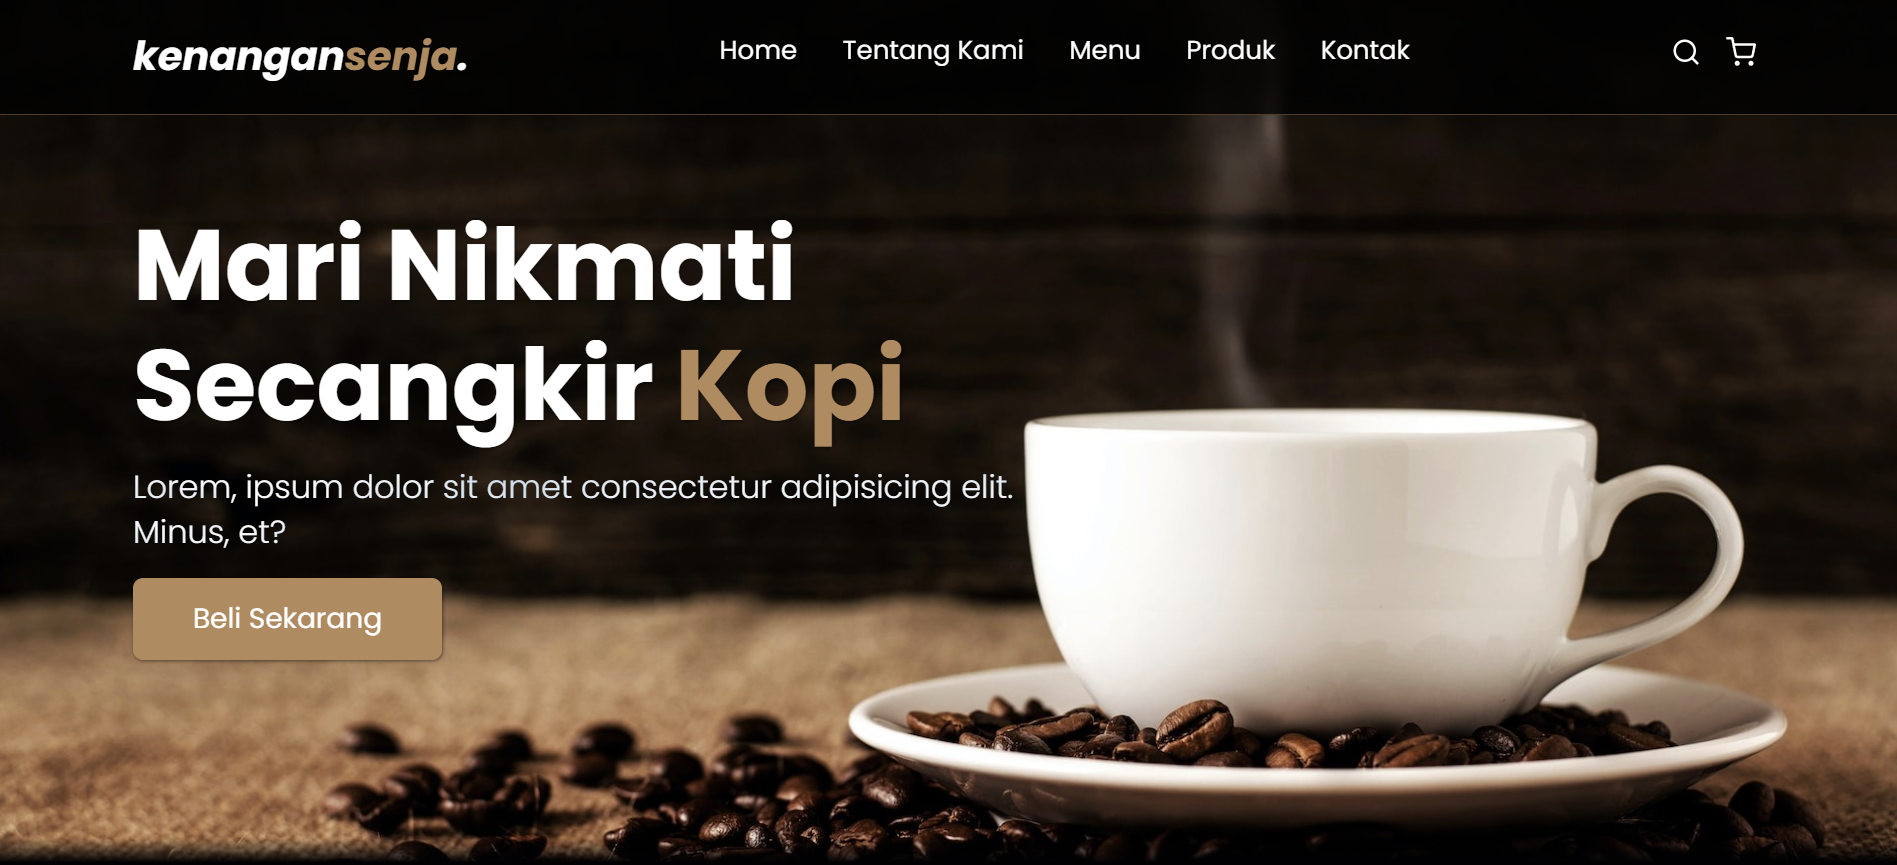 kenangansenja.
Home Tentang Kami Menu Produk Kontak
Mari Nikmati
Secangkir Kopi
Lorem, ipsum dolor sit amet consectetur adipisicing elit.
Minus, et?
Beli Sekarang